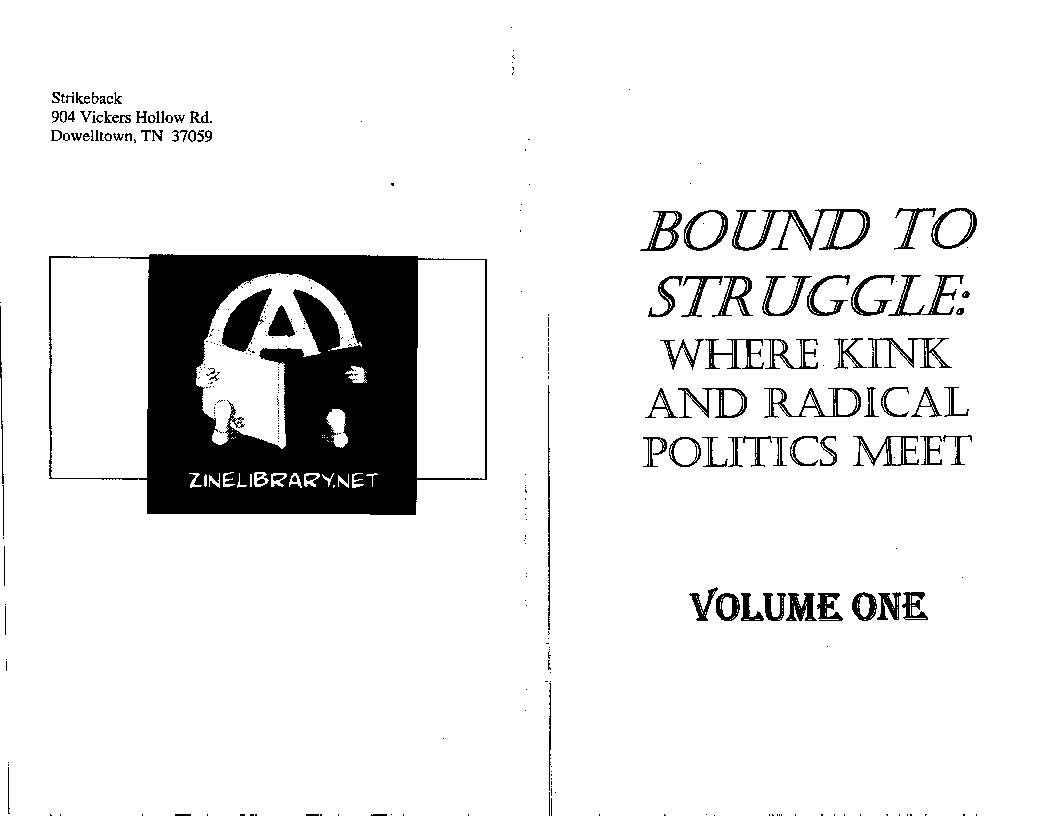 Strikeback
904 Vickers Hollow Rd.
Dowelltown, TN 37059
ZINELIBRARY.NET
BOUND TO
STRUGGLE:
WHERE KINK
AND RADICAL
POLITICS MEET
VOLUME ONE